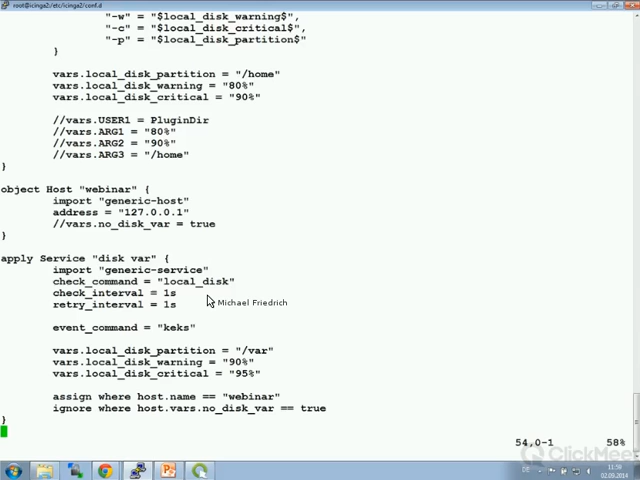 root@icinga2:/etc/icinga2/conf.d
"-w" = "$local_disk_warning$",
"-c" = "$local_disk_critical$",
"-p" = "$local_disk_partition$"
}
vars.local_disk_partition = "/home"
vars.local_disk_warning = "80%"
vars.local_disk_critical = "90%"
//vars.USER1 = PluginDir
//vars.ARG1 = "80%"
//vars.ARG2 = "90%"
//vars.ARG3 = "/home"
}
object Host "webinar" {
import "generic-host"
address = "127.0.0.1"
//vars.no_disk_var = true
}
apply Service "disk var" {
import "generic-service"
check_command = "local_disk"
check_interval = 1s
retry_interval = 1s
Michael Friedrich
event_command = "keks"
vars.local_disk_partition = "/var"
vars.local_disk_warning = "90%"
vars.local_disk_critical = "95%"
assign where host.name == "webinar"
ignore where host.vars.no_disk_var == true
}
54,0-1 58%
ClickMeeting
DE
11:58
02.09.2014